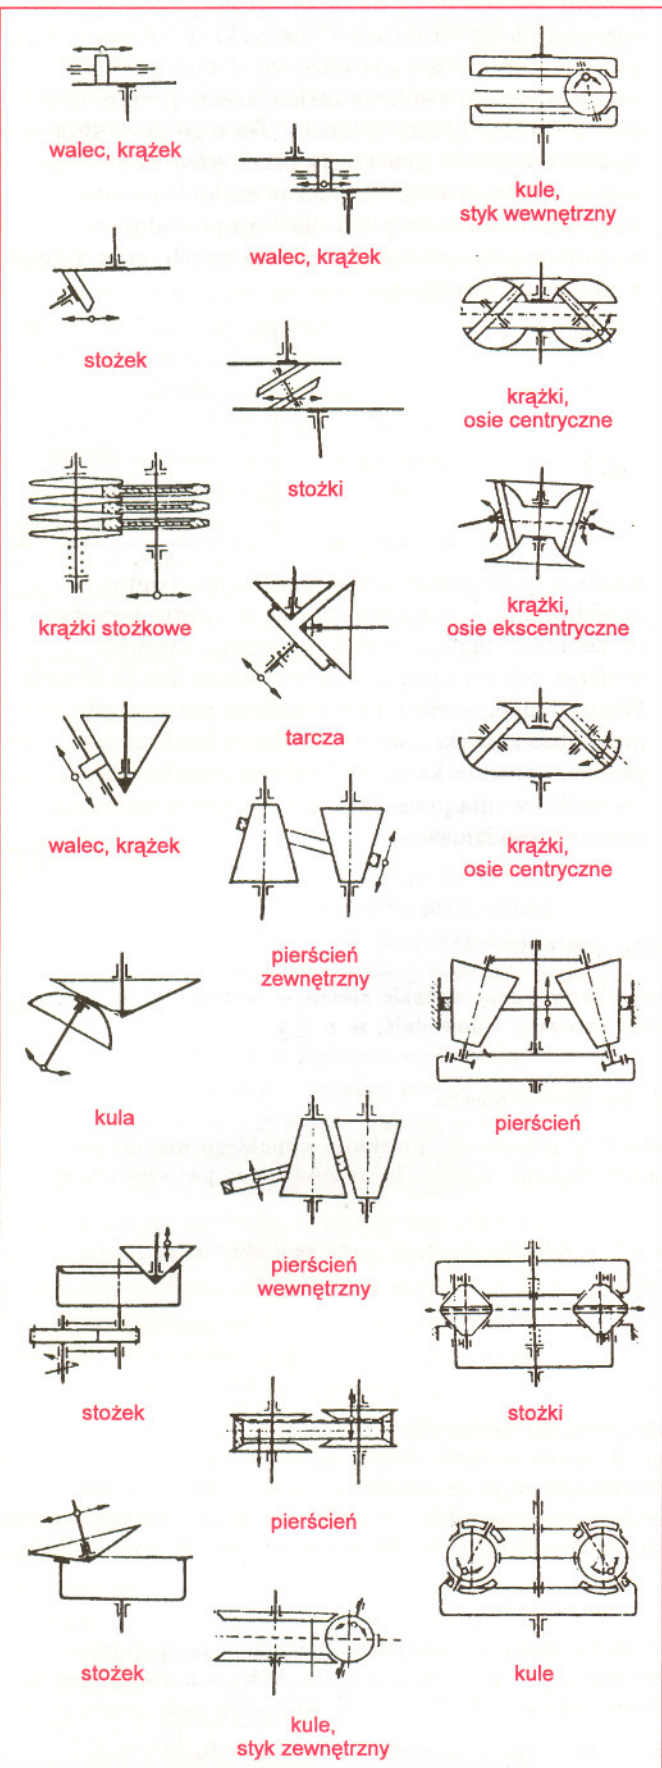 walec, krążek
kule,
styk wewnętrzny
walec, krążek
stożek
krążki,
osie centryczne
stożki
krążki stożkowe
krążki,
osie ekscentryczne
tarcza
walec, krążek
krążki,
osie centryczne
pierścień
zewnętrzny
kula
pierścień
pierścień
wewnętrzny
stożek
stożki
pierścień
stożek
kule
kule,
styk zewnętrzny